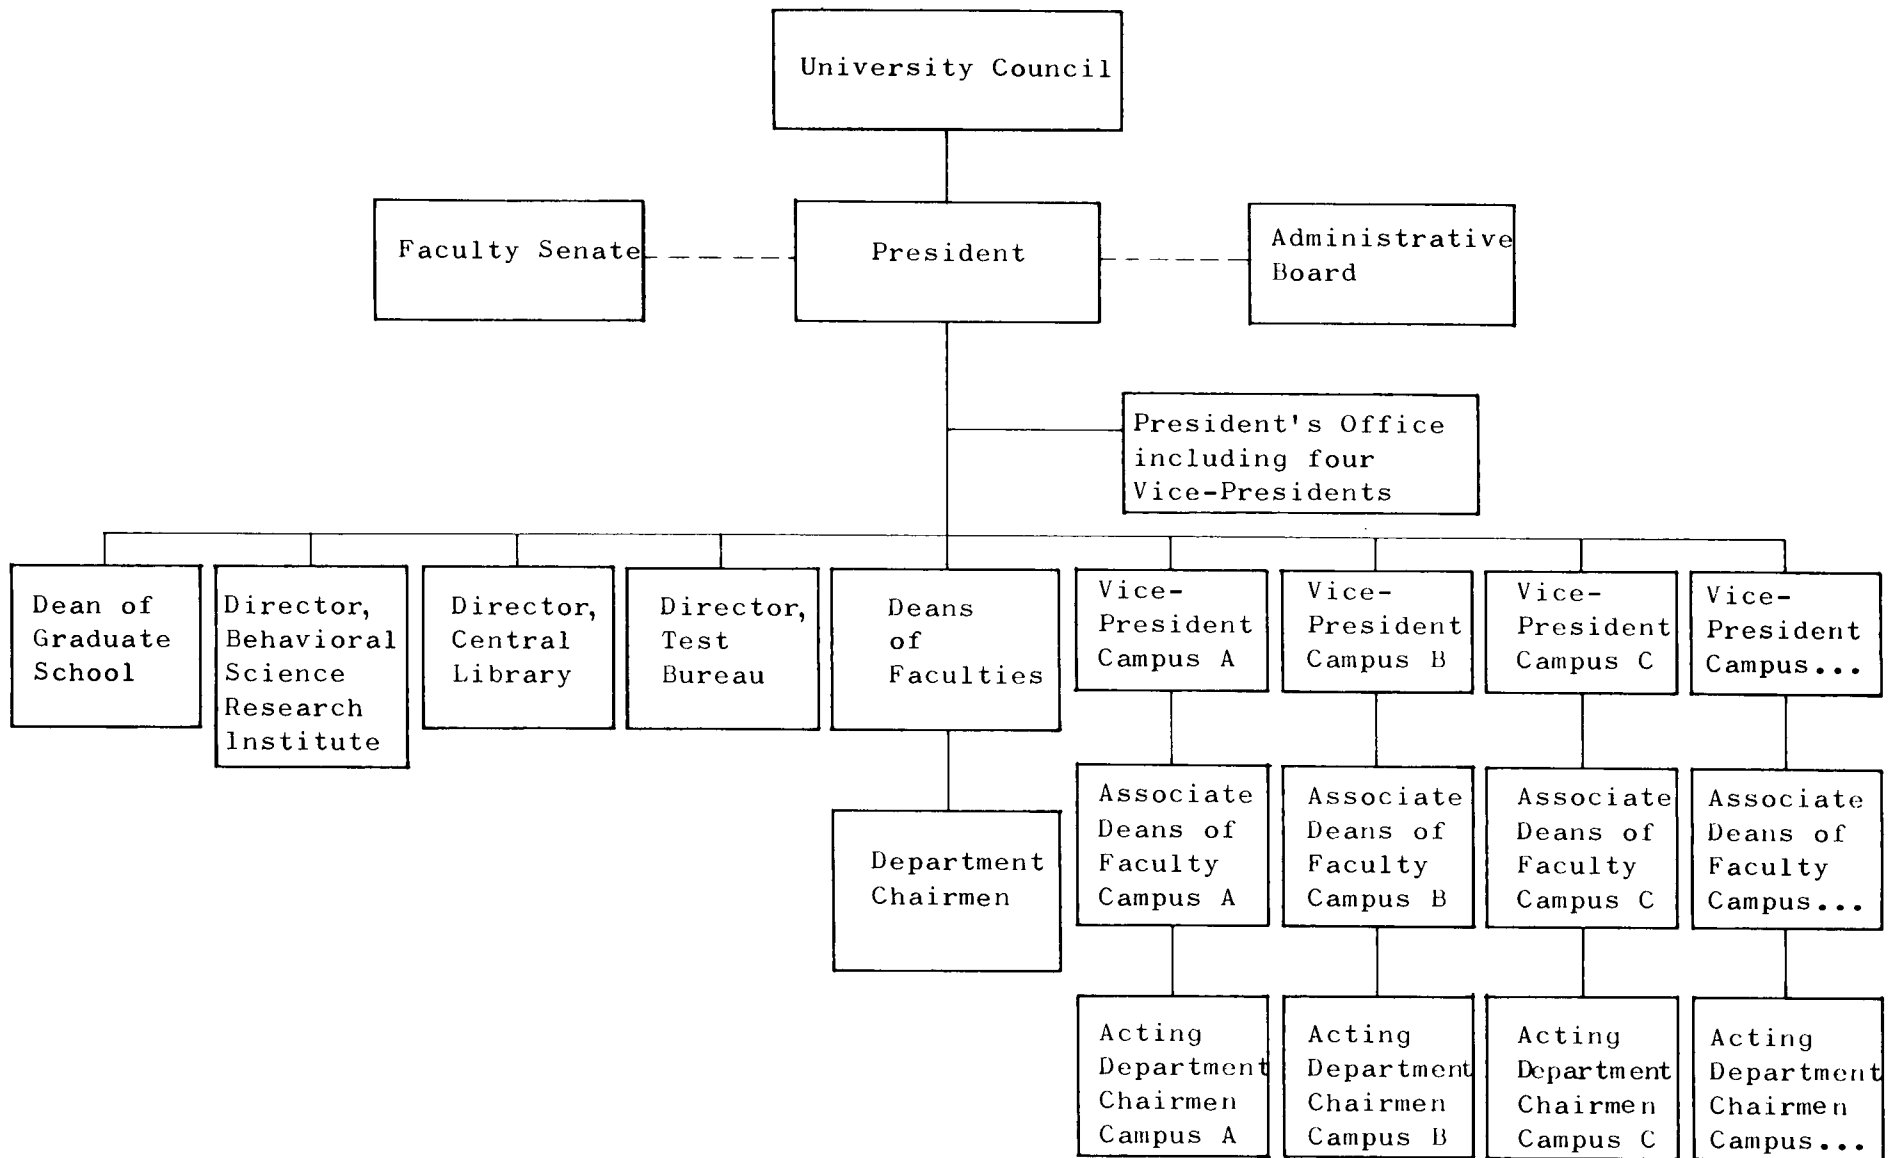 University Council
Faculty Senate
President
Administrative
Board
President's Office
including four
Vice-Presidents
Dean of
Graduate
School
Director,
Behavioral
Science
Research
Institute
Director,
Central
Library
Director,
Test
Bureau
Deans
of
Faculties
Vice-
President
Campus A
Vice-
President
Campus B
Vice-
President
Campus C
Vice-
President
Campus...
Department
Chairmen
Associate
Deans of
Faculty
Campus A
Associate
Deans of
Faculty
Campus B
Associate
Deans of
Faculty
Campus C
Associate
Deans of
Faculty
Campus...
Acting
Department
Chairmen
Campus A
Acting
Department
Chairmen
Campus B
Acting
Department
Chairmen
Campus C
Acting
Department
Chairmen
Campus...